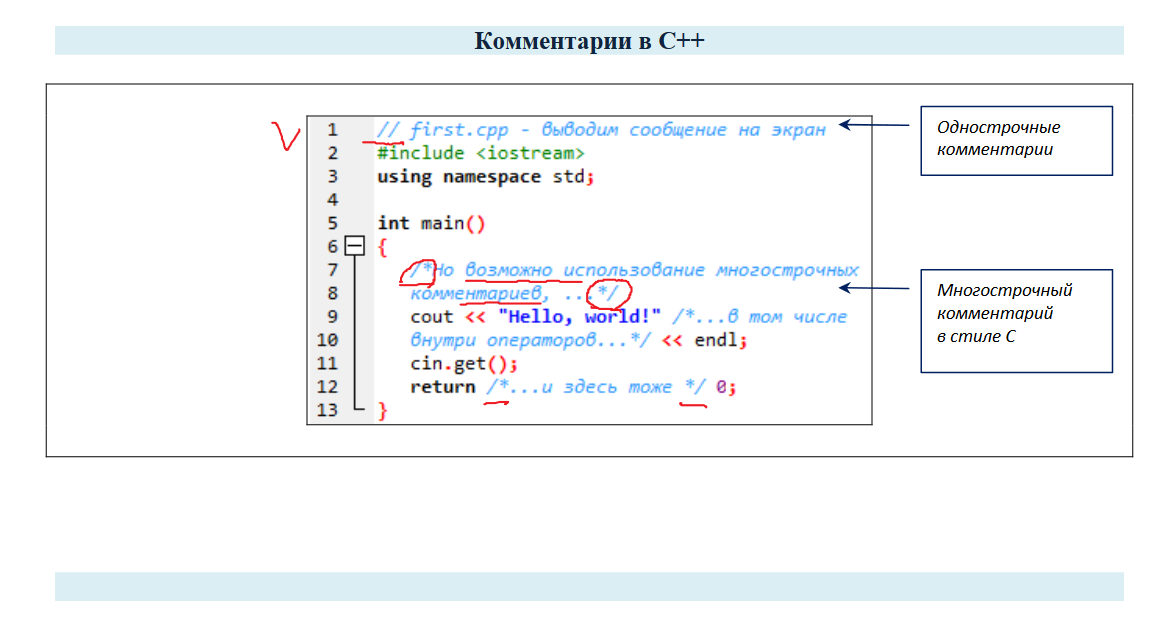 Комментарии в C++
1 // first.cpp - выводим сообщение на экран
2 #include <iostream>
3 using namespace std;
4
5 int main()
6 {
7 /*Но возможно использование многострочных
8 комментариев, ...*/
9 cout << "Hello, world!" /*...в том числе
10 внутри операторов...*/ << endl;
11 cin.get();
12 return /*...и здесь тоже */ 0;
13 }
Однострочные
комментарии
Многострочный
комментарий
в стиле C